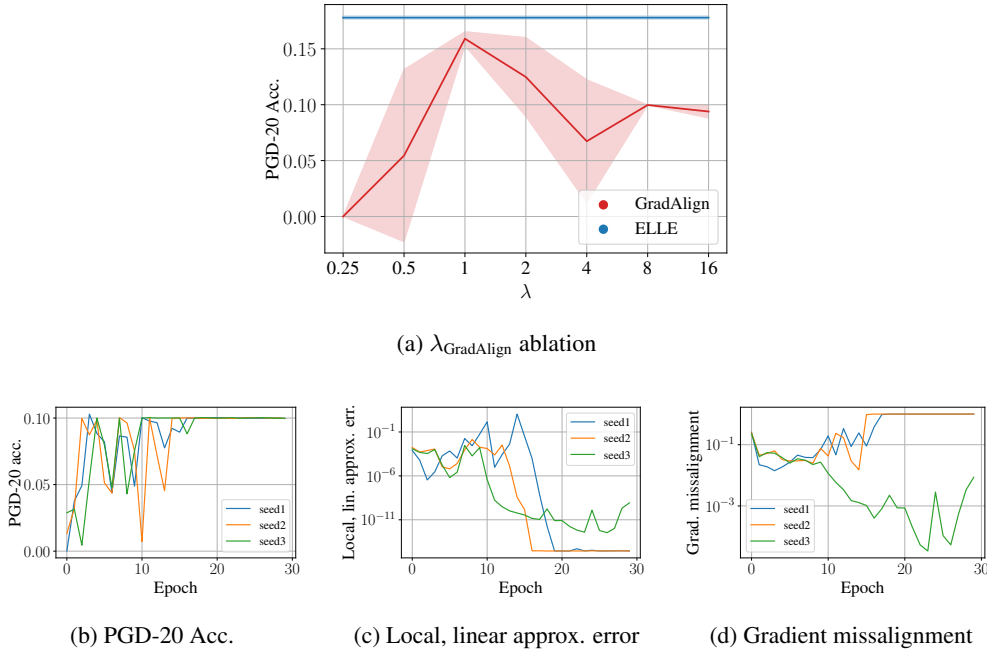 0.15
0.10
0.05
0.00
PGD-20 Acc.
GradAlign
ELLE
0.25 0.5 1 2 4 8 16
λ
(a) λGradAlign ablation
0.10
0.05
0.00
PGD-20 acc
seed1
seed2
seed3
0 10 20 30
Epoch
(b) PGD-20 Acc.
10−1
10−6
10−11
Local, lin. approx. err.
seed1
seed2
seed3
0 10 20 30
Epoch
(c) Local, linear approx. error
10−1
10−3
Grad. missalignment
seed1
seed2
seed3
0 10 20 30
Epoch
(d) Gradient missalignment